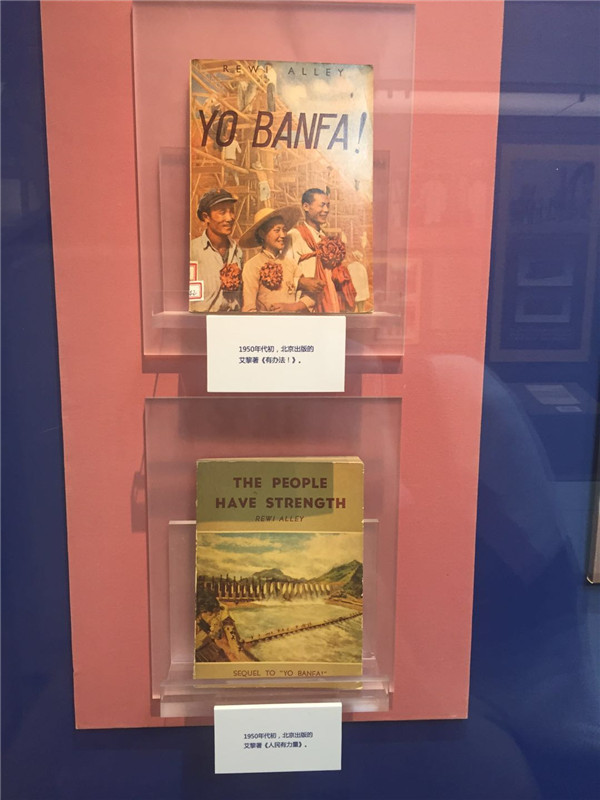 REWI ALLEY
YO BANFA!
1950年代初，北京出版的
艾黎著《有办法！》。
THE PEOPLE
HAVE STRENGTH
REWI ALLEY
SEQUEL TO "YO BANFA!"
1950年代初，北京出版的
艾黎著《人民有力量》。